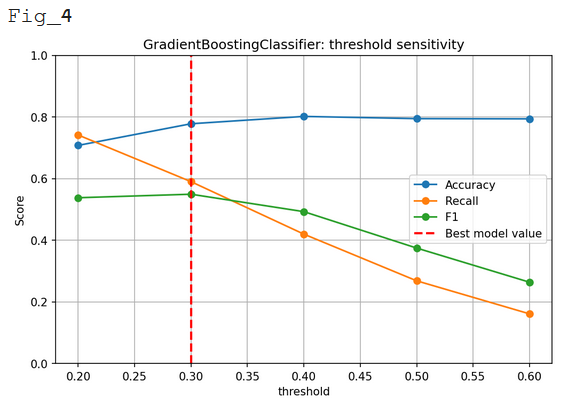 Fig_4
GradientBoostingClassifier: threshold sensitivity
1.0
0.8
0.6
0.4
0.2
0.0
Score
Accuracy
Recall
F1
Best model value
0.20 0.25 0.30 0.35 0.40 0.45 0.50 0.55 0.60
threshold